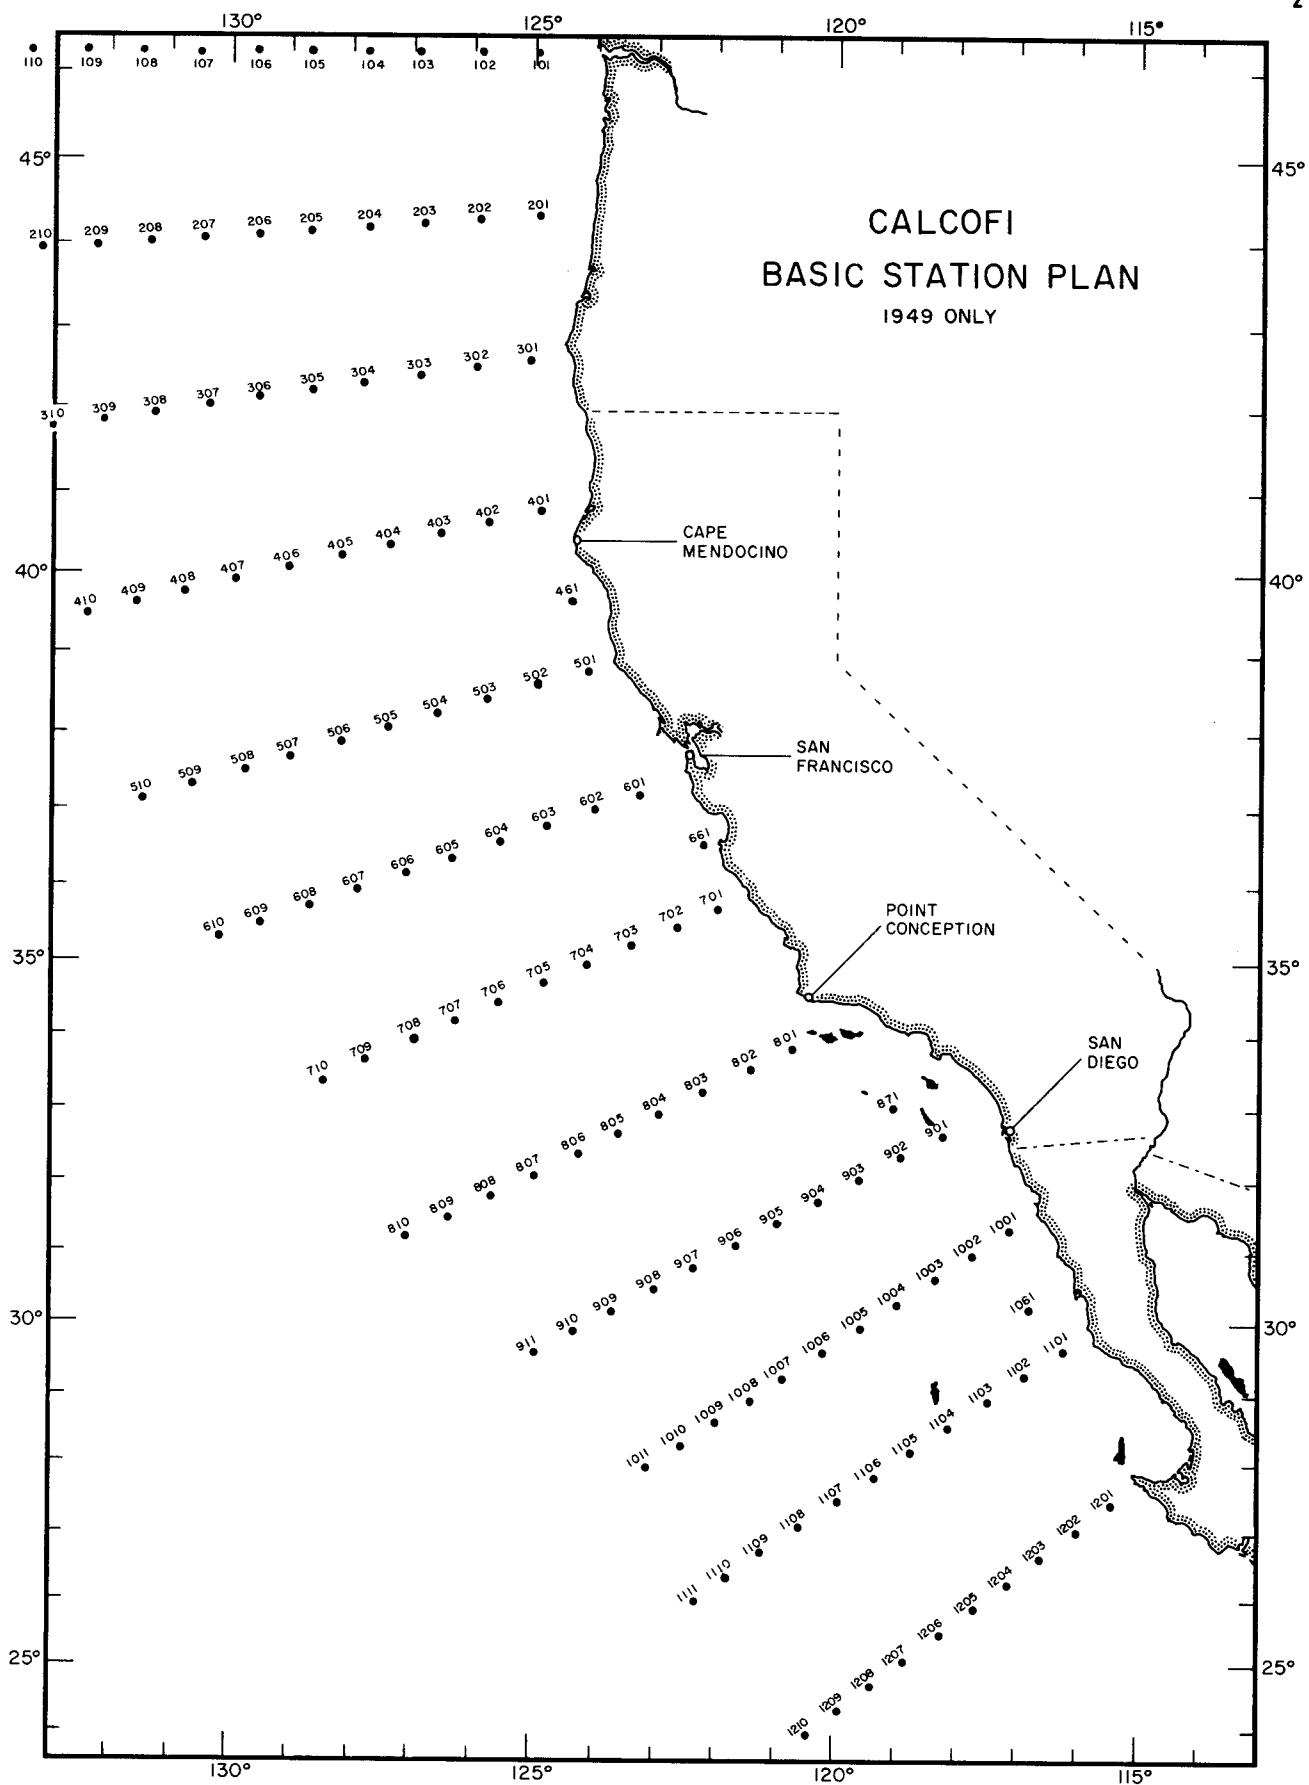 2
130° 125° 120° 115°
110 109 108 107 106 105 104 103 102 101
45° 45°
CALCOFI
BASIC STATION PLAN
1949 ONLY
210 209 208 207 206 205 204 203 202 201
310 309 308 307 306 305 304 303 302 301
410 409 408 407 406 405 404 403 402 401
CAPE
MENDOCINO
40° 40°
461
510 509 508 507 506 505 504 503 502 501
SAN
FRANCISCO
610 609 608 607 606 605 604 603 602 601
661
710 709 708 707 706 705 704 703 702 701
POINT
CONCEPTION
35° 35°
810 809 808 807 806 805 804 803 802 801
SAN
DIEGO
871
911 910 909 908 907 906 905 904 903 902 901
1011 1010 1009 1008 1007 1006 1005 1004 1003 1002 1001
1061
30° 30°
1111 1110 1109 1108 1107 1106 1105 1104 1103 1102 1101
1210 1209 1208 1207 1206 1205 1204 1203 1202 1201
25° 25°
130° 125° 120° 115°